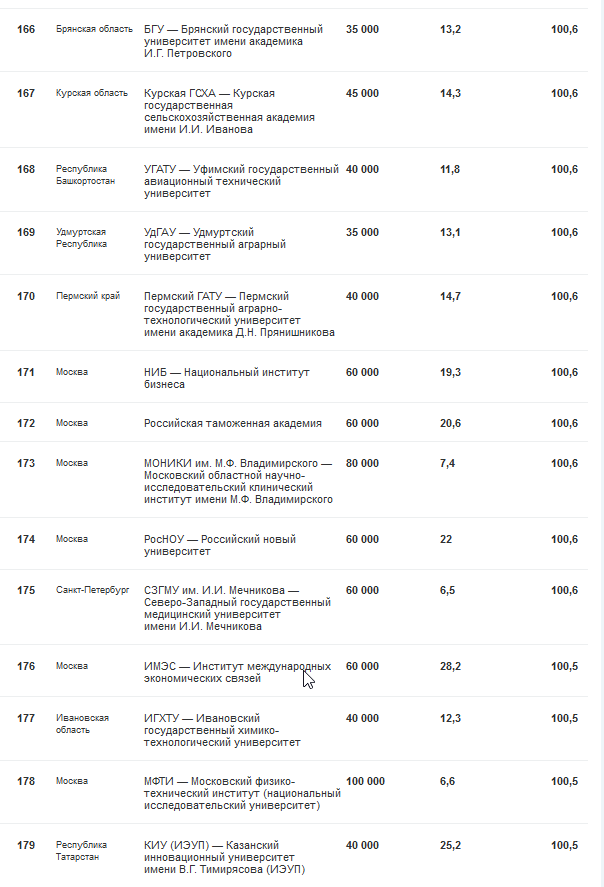 166 Брянская область БГУ — Брянский государственный 35 000 13,2 100,6
университет имени академика
И.Г. Петровского
167 Курская область Курская ГСХА — Курская 45 000 14,3 100,6
государственная
сельскохозяйственная академия
имени И.И. Иванова
168 Республика УГАТУ — Уфимский государственный 40 000 11,8 100,6
Башкортостан авиационный технический
университет
169 Удмуртская УдГАУ — Удмуртский 35 000 13,1 100,6
Республика государственный аграрный
университет
170 Пермский край Пермский ГАТУ — Пермский 40 000 14,7 100,6
государственный аграрно-
технологический университет
имени академика Д.Н. Прянишникова
171 Москва НИБ — Национальный институт 60 000 19,3 100,6
бизнеса
172 Москва Российская таможенная академия 60 000 20,6 100,6
173 Москва МОНИКИ им. М.Ф. Владимирского — 80 000 7,4 100,6
Московский областной научно-
исследовательский клинический
институт имени М.Ф. Владимирского
174 Москва РосНОУ — Российский новый 60 000 22 100,6
университет
175 Санкт-Петербург СЗГМУ им. И.И. Мечникова — 60 000 6,5 100,6
Северо-Западный государственный
медицинский университет
имени И.И. Мечникова
176 Москва ИМЭС — Институт международных 60 000 28,2 100,5
экономических связей
177 Ивановская ИГХТУ — Ивановский 40 000 12,3 100,5
область государственный химико-
технологический университет
178 Москва МФТИ — Московский физико- 100 000 6,6 100,5
технический институт (национальный
исследовательский университет)
179 Республика КИУ (ИЭУП) — Казанский 40 000 25,2 100,5
Татарстан инновационный университет
имени В.Г. Тимирясова (ИЭУП)